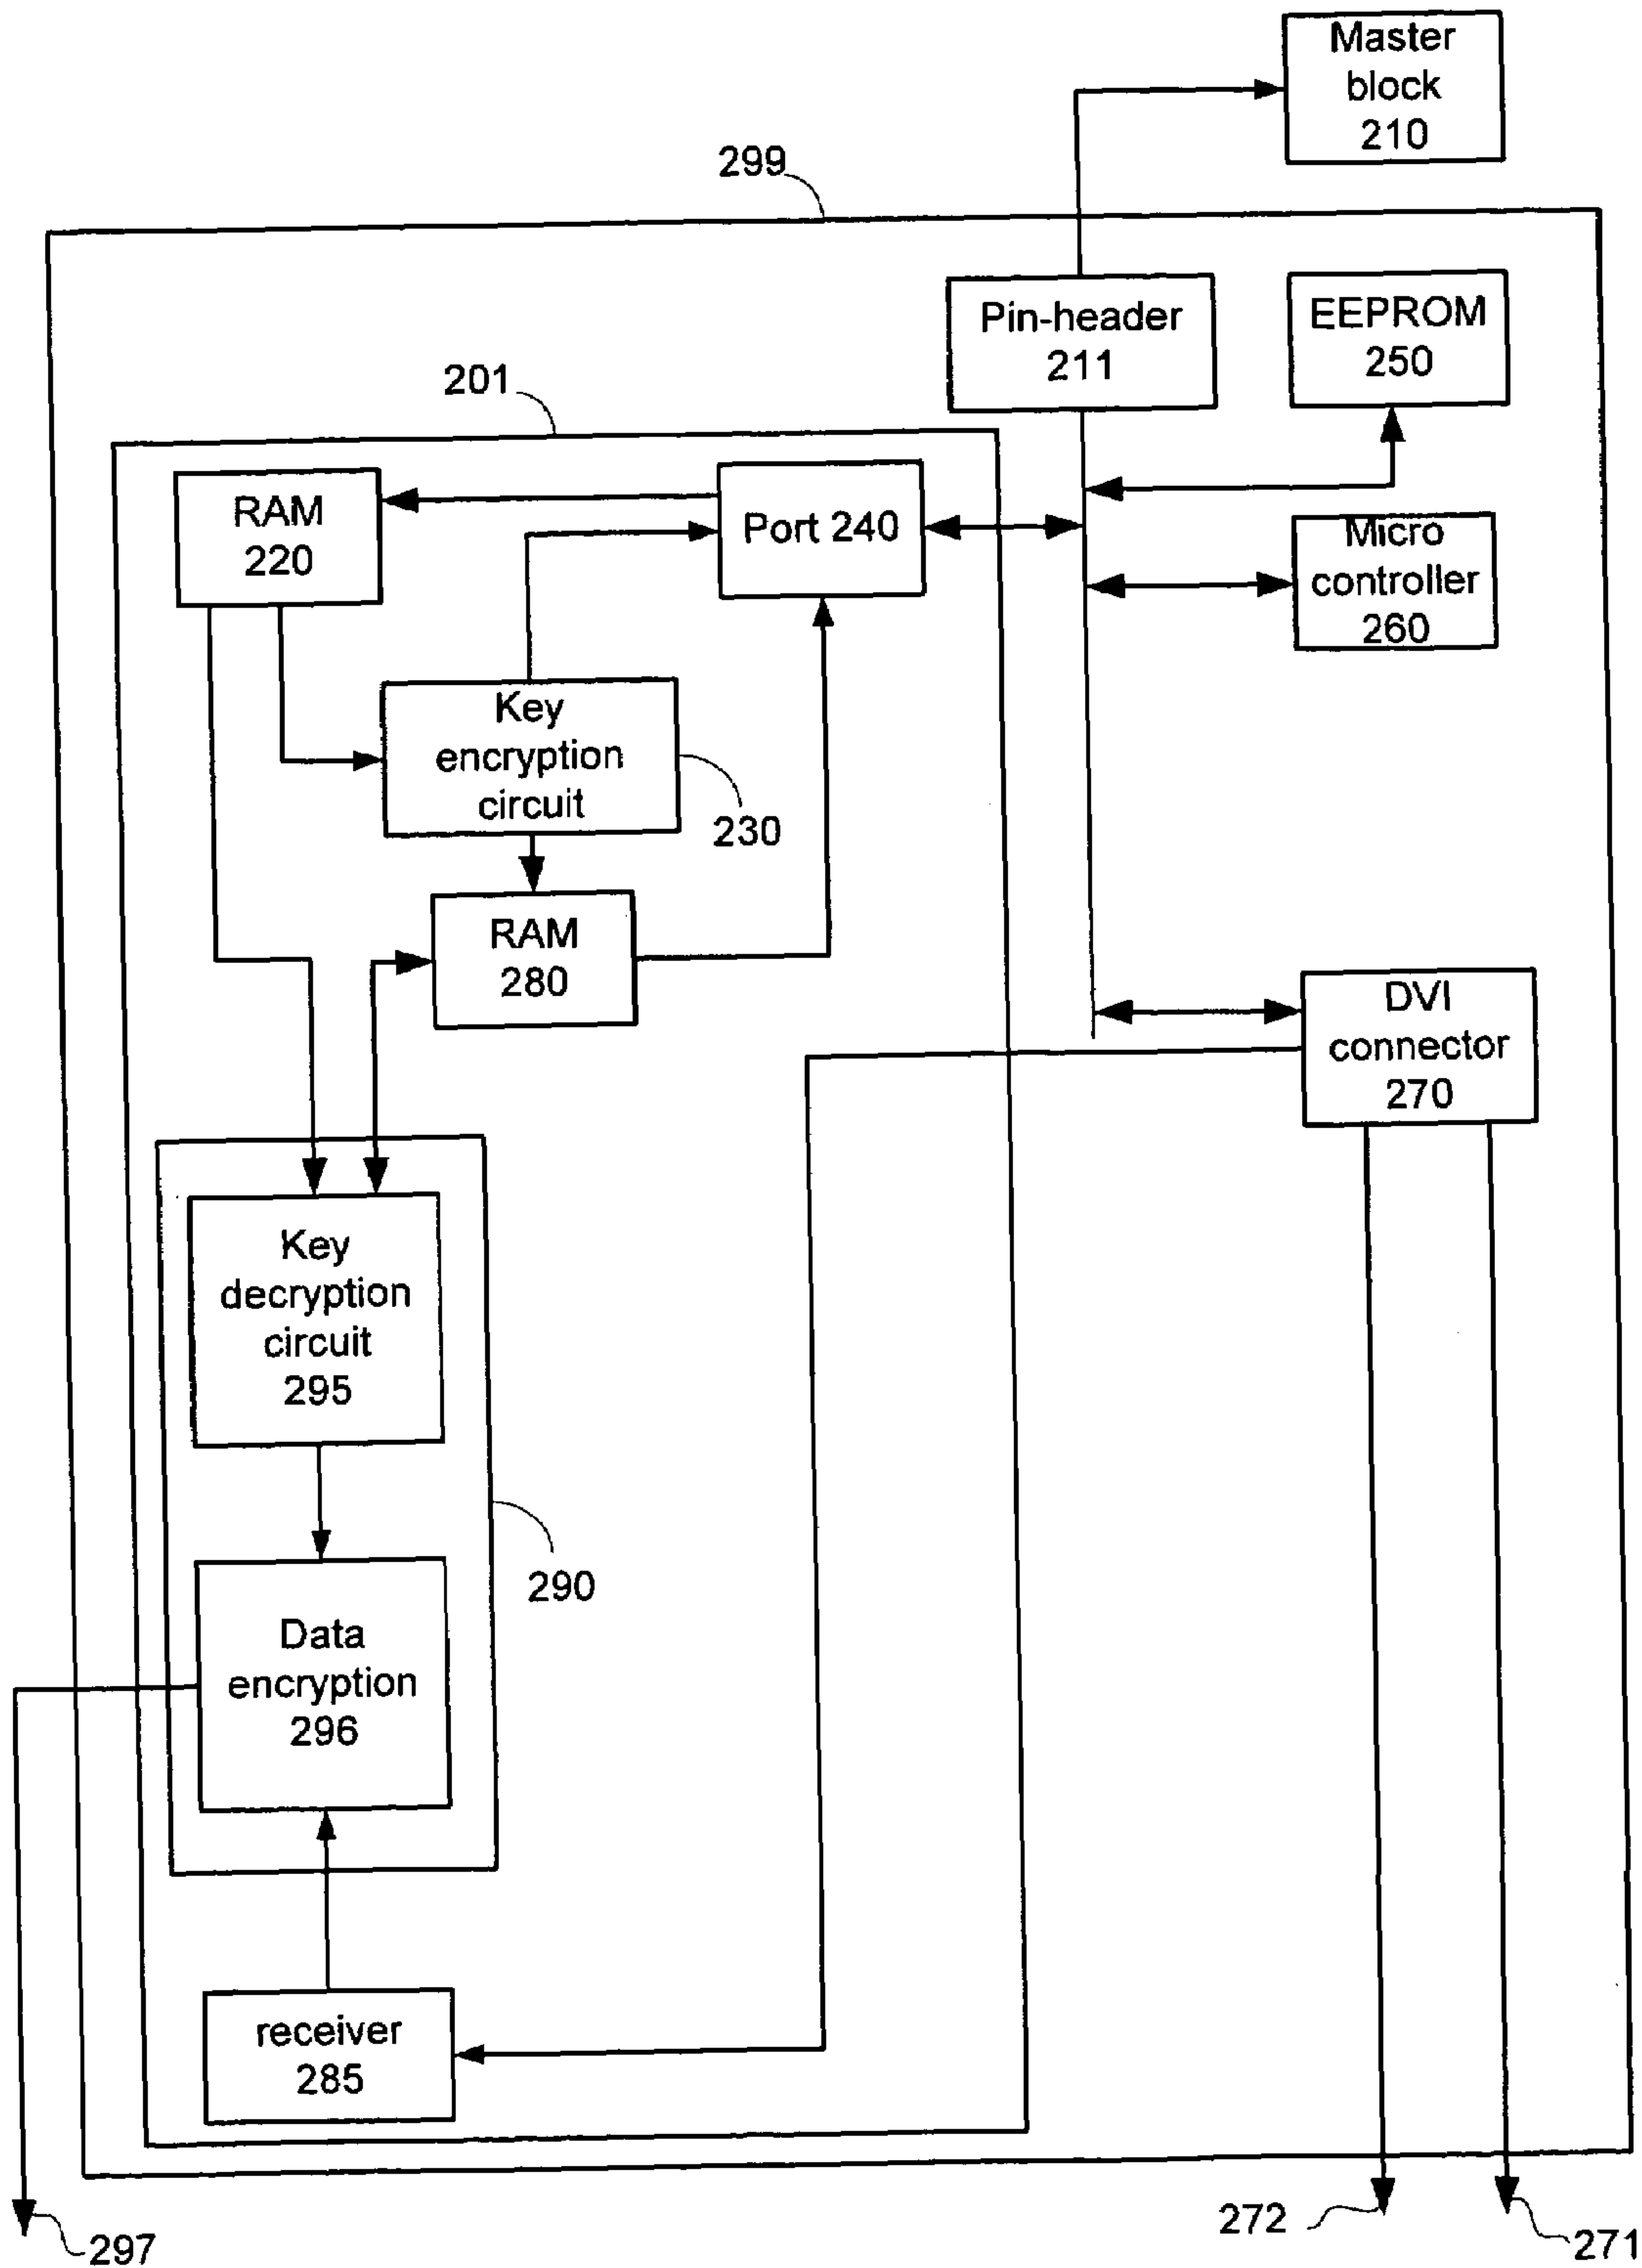 Master
block
210
299
Pin-header
211
EEPROM
250
201
RAM
220
Port 240
Micro
controller
260
Key
encryption
circuit
230
RAM
280
DVI
connector
270
Key
decryption
circuit
295
290
Data
encryption
296
receiver
285
272
271
297